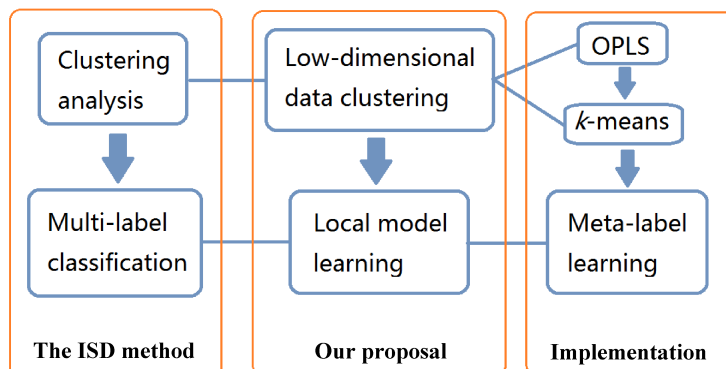 Clustering
analysis
Multi-label
classification
The ISD method
Low-dimensional
data clustering
Local model
learning
Our proposal
OPLS
k-means
Meta-label
learning
Implementation